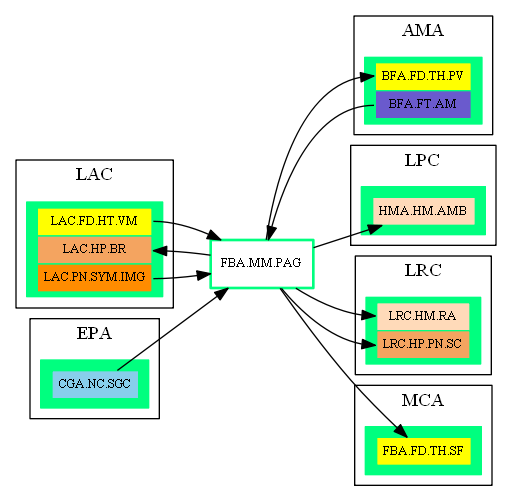 AMA
BFA.FD.TH.PV
BFA.FT.AM
LPC
HMA.HM.AMB
LAC
LAC.FD.HT.VM
LAC.HP.BR
LAC.PN.SYM.IMG
FBA.MM.PAG
LRC
LRC.HM.RA
LRC.HP.PN.SC
EPA
CGA.NC.SGC
MCA
FBA.FD.TH.SF